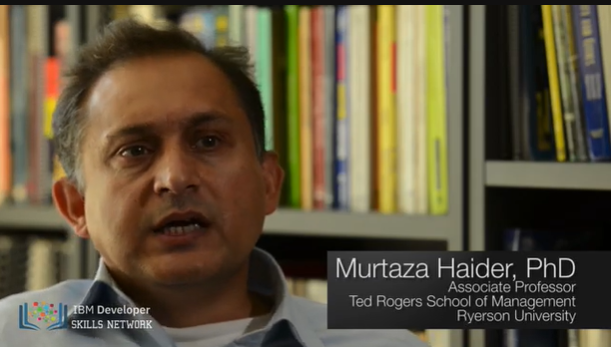 Murtaza Haider, PhD
Associate Professor
Ted Rogers School of Management
Ryerson University
IBM Developer
SKILLS NETWORK